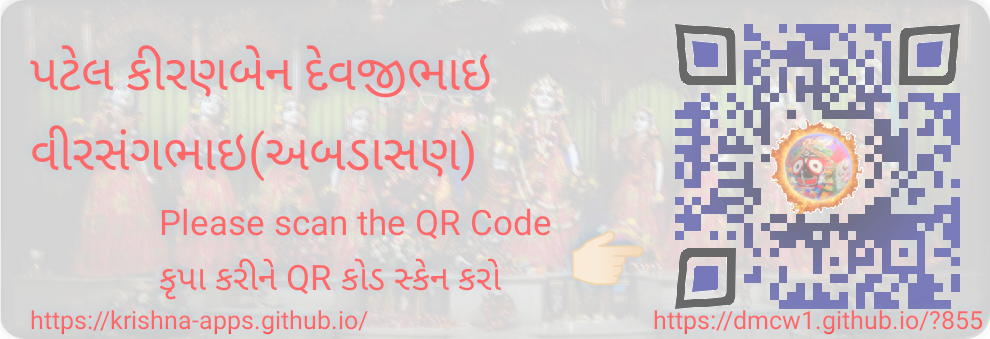 પટેલ કીરણબેન દેવજીભાઇ
વીરસંગભાઇ(અબડાસણ)
Please scan the QR Code
કૃપા કરીને QR કોડ સ્કેન કરો
https://krishna-apps.github.io/
https://dmcw1.github.io/?855